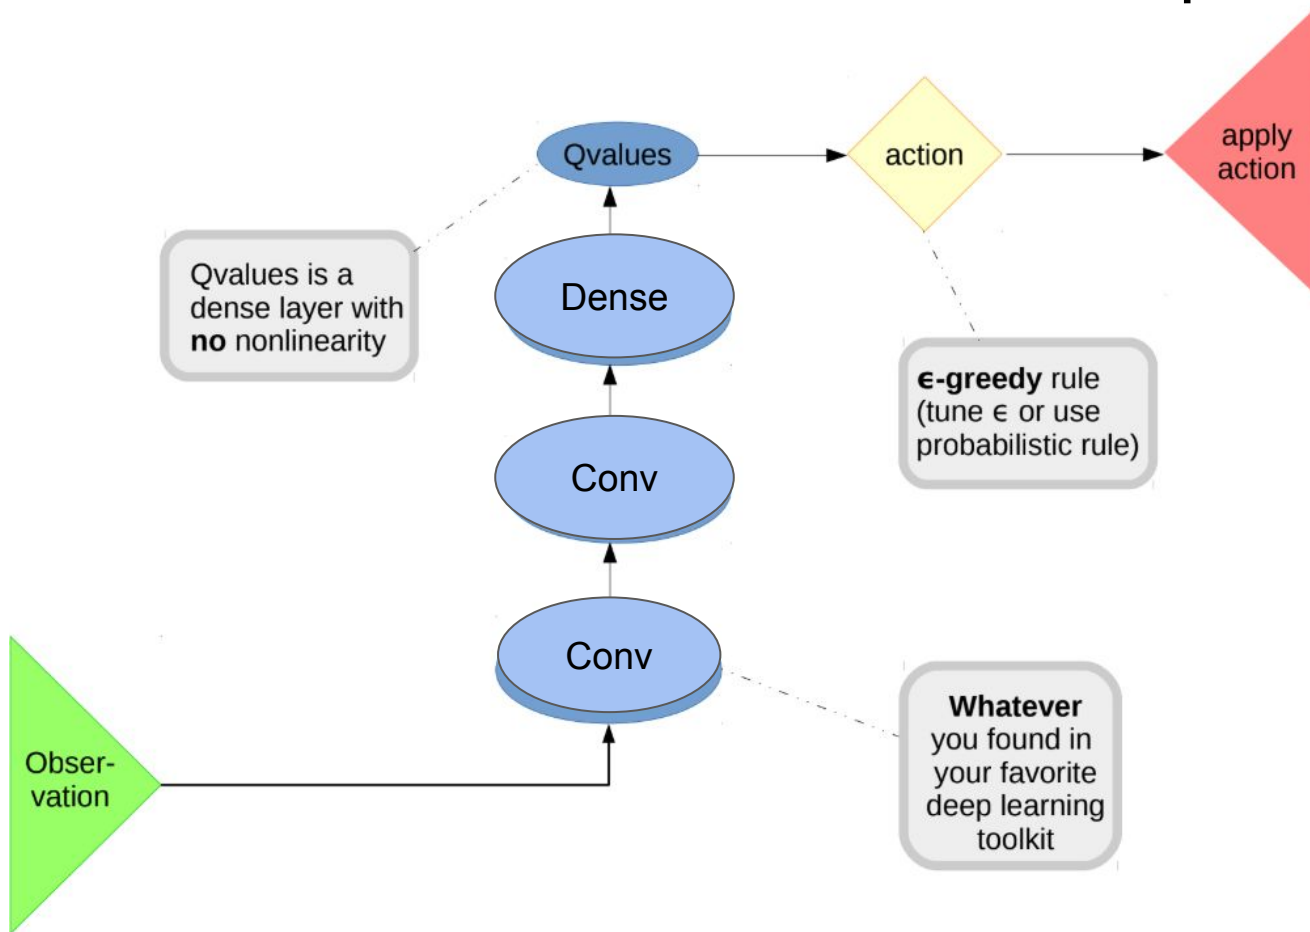 Qvalues
action
apply
action
Qvalues is a
dense layer with
no nonlinearity
Dense
ϵ-greedy rule
(tune ϵ or use
probabilistic rule)
Conv
Conv
Whatever
you found in
your favorite
deep learning
toolkit
Obser-
vation